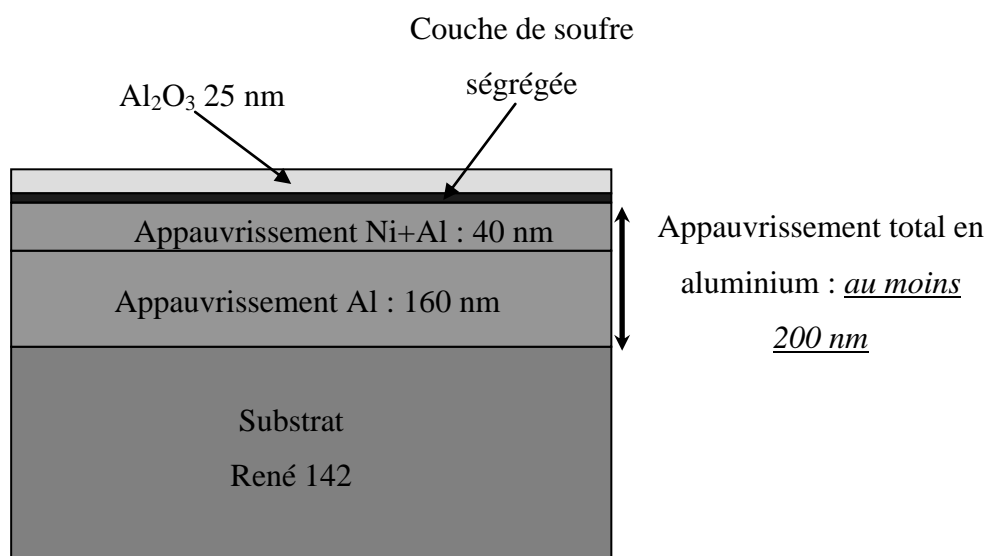 Couche de soufre
ségrégée
Al₂O₃ 25 nm
Appauvrissement Ni+Al : 40 nm
Appauvrissement Al : 160 nm
Appauvrissement total en
aluminium : au moins
200 nm
Substrat
René 142